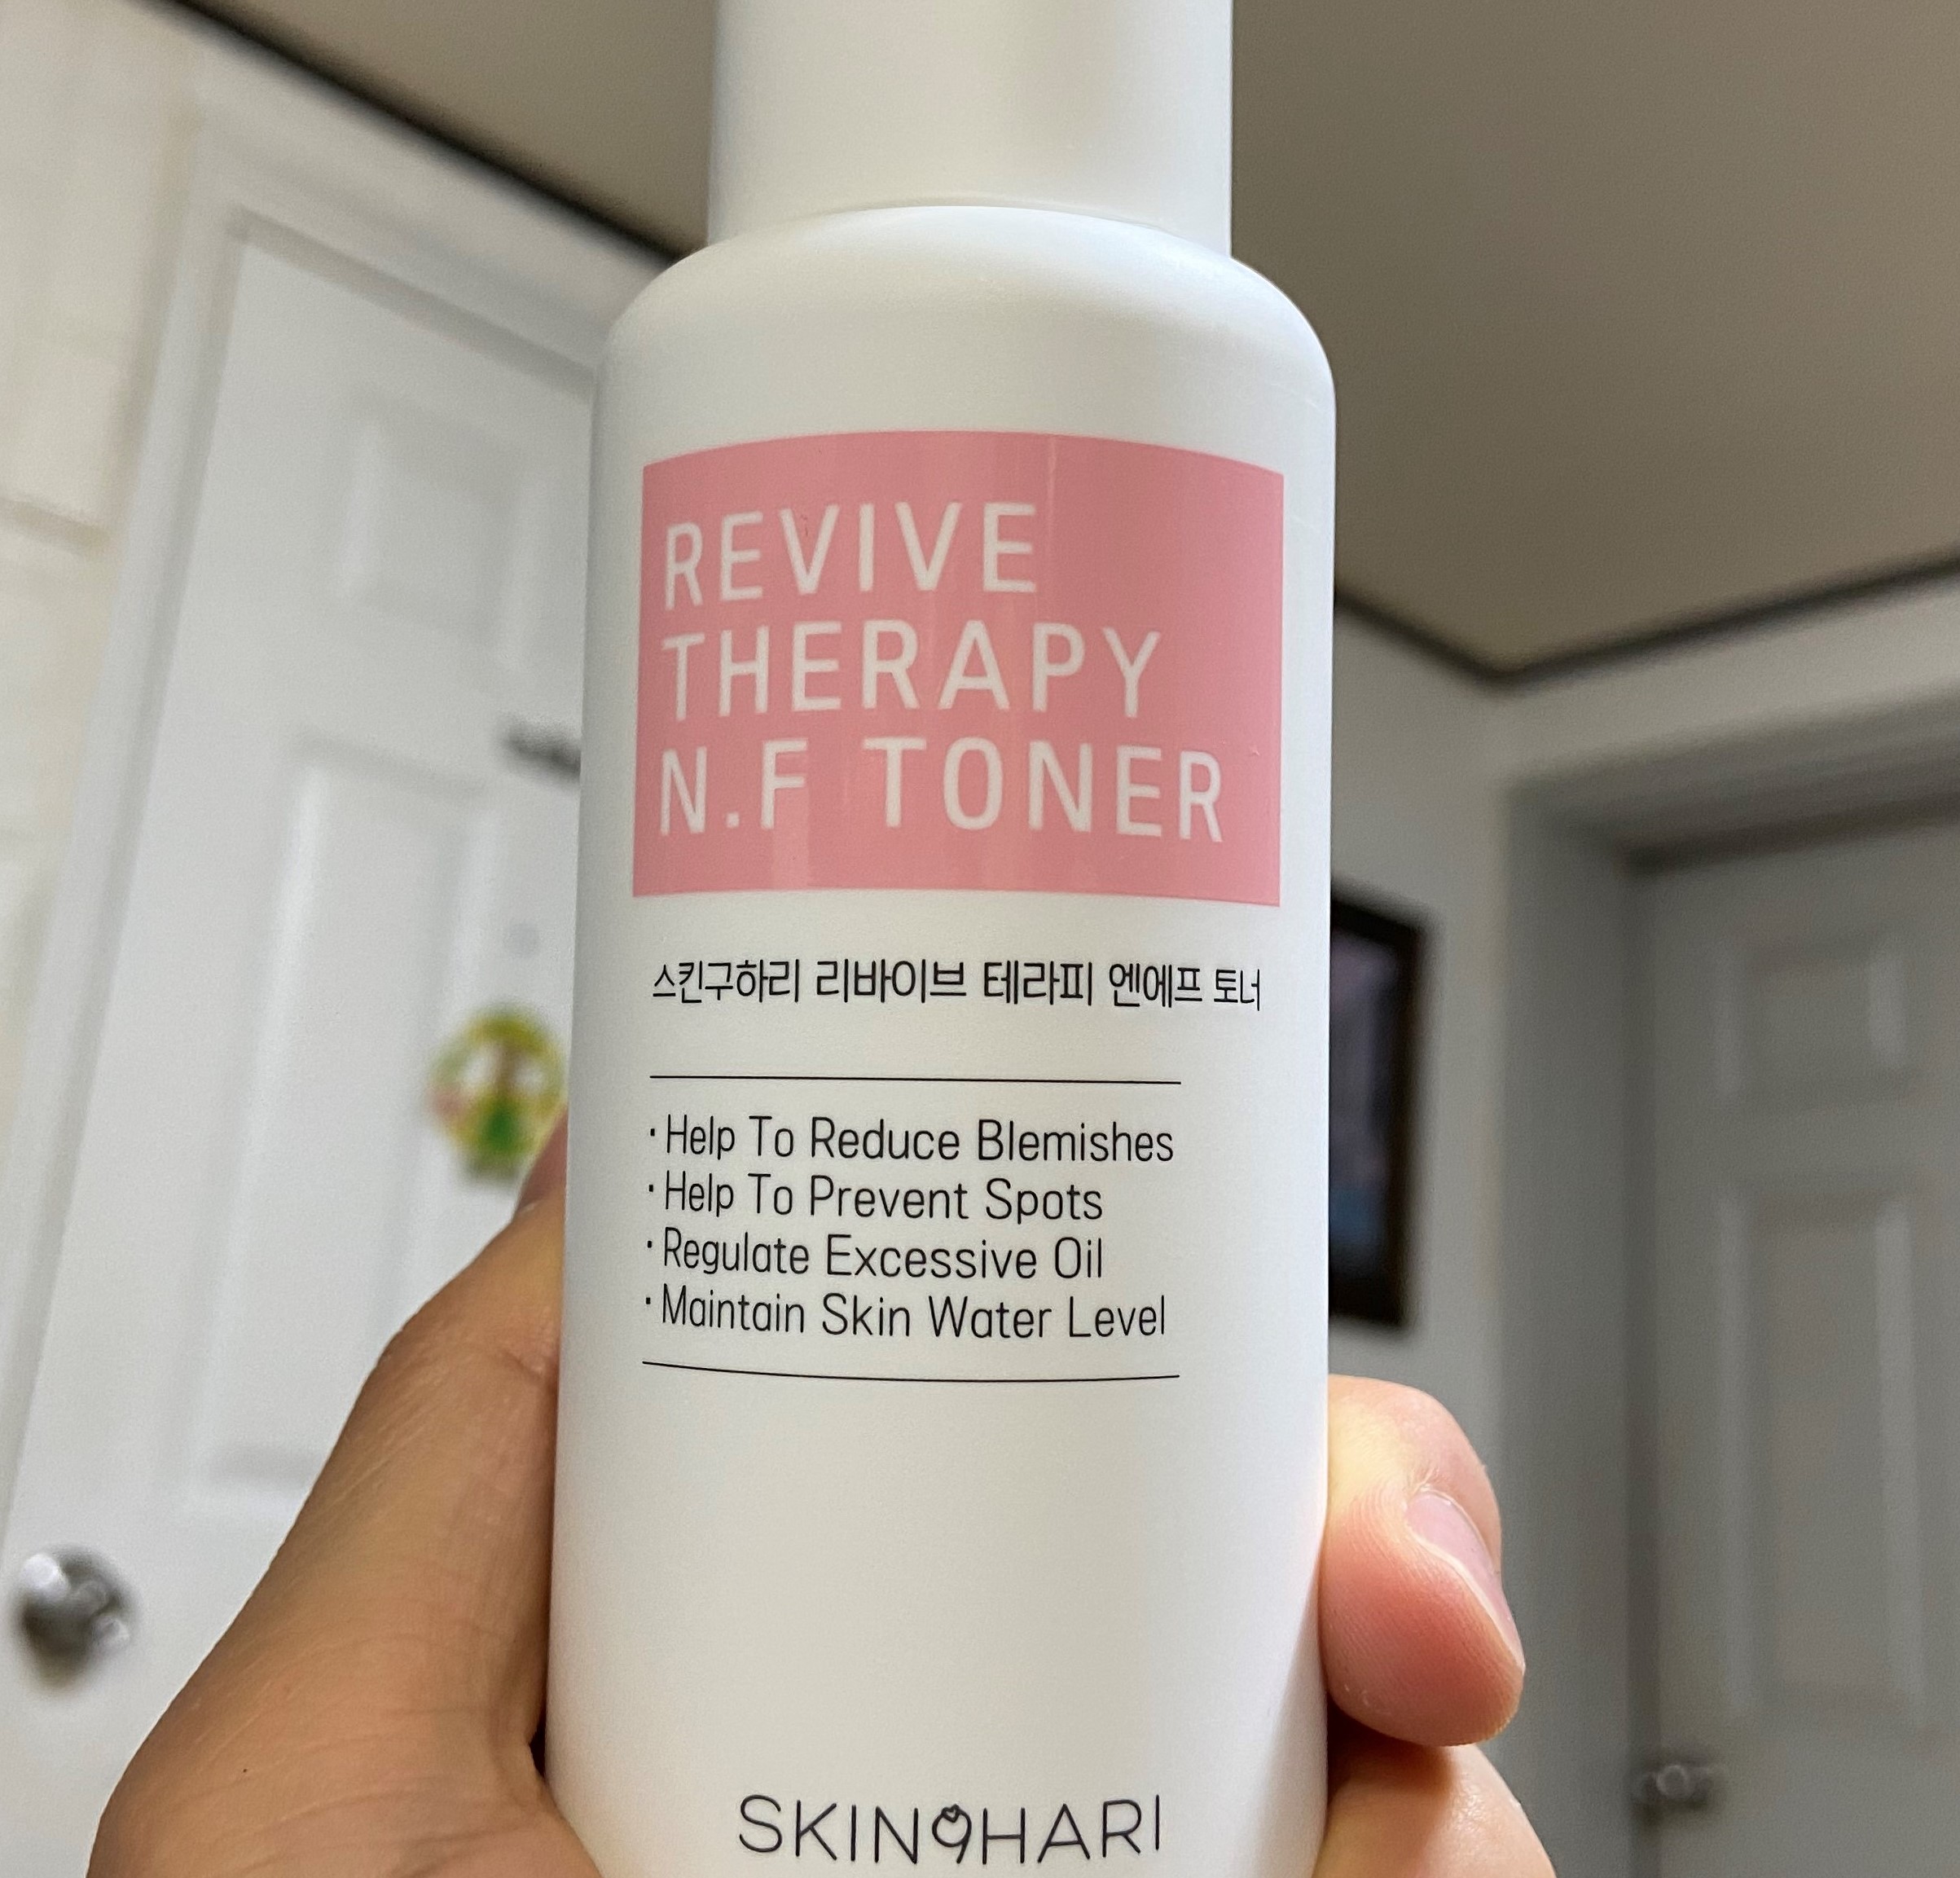 REVIVE
THERAPY
N.F TONER
스킨구하리 리바이브 테라피 엔에프 토너
· Help To Reduce Blemishes
· Help To Prevent Spots
· Regulate Excessive Oil
· Maintain Skin Water Level
SKIN9HARI